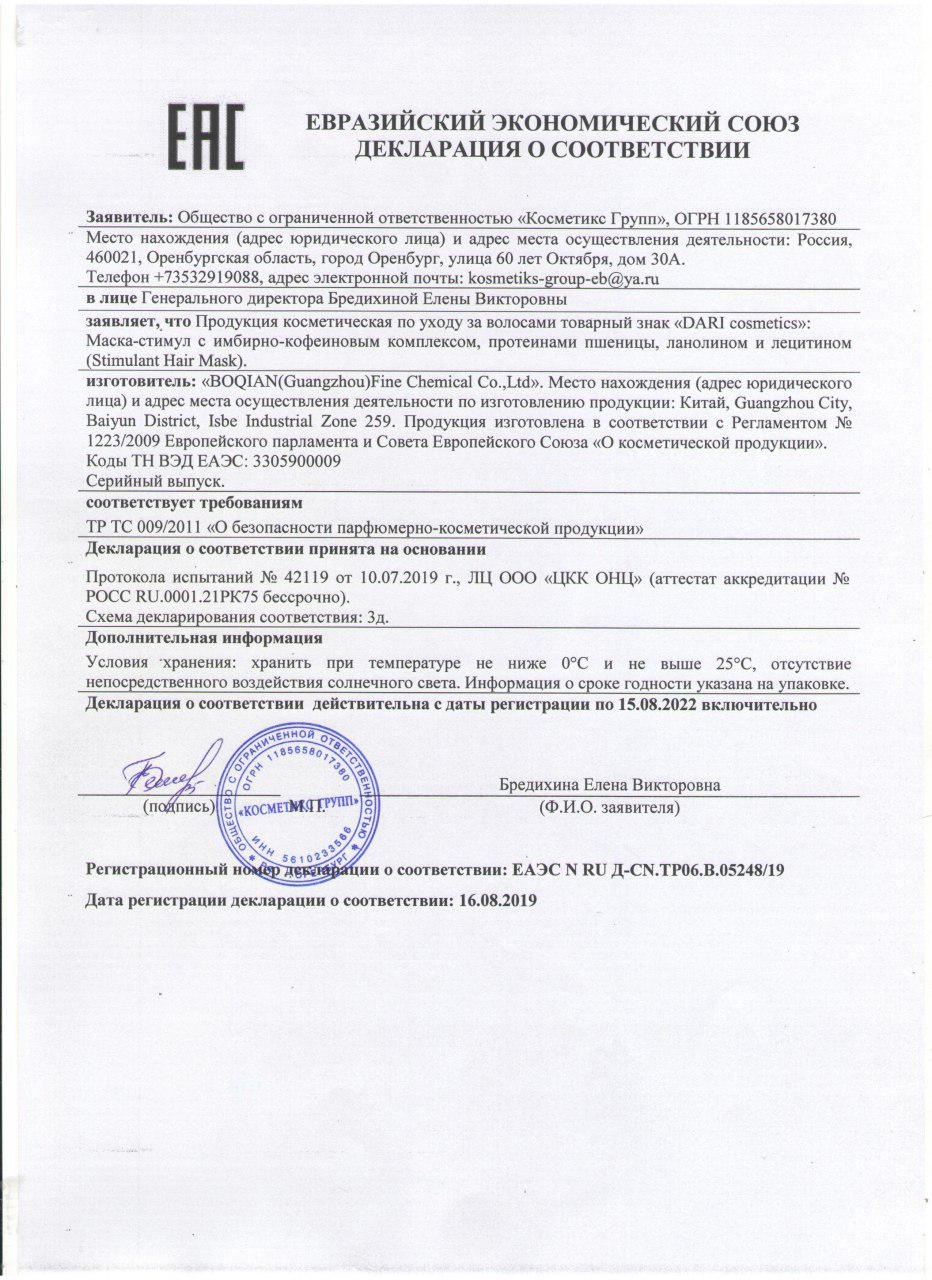 EAC
ЕВРАЗИЙСКИЙ ЭКОНОМИЧЕСКИЙ СОЮЗ
ДЕКЛАРАЦИЯ О СООТВЕТСТВИИ
Заявитель: Общество с ограниченной ответственностью «Косметикс Групп», ОГРН 1185658017380
Место нахождения (адрес юридического лица) и адрес места осуществления деятельности: Россия,
460021, Оренбургская область, город Оренбург, улица 60 лет Октября, дом 30А.
Телефон +73532919088, адрес электронной почты: kosmetiks-group-eb@ya.ru
в лице Генерального директора Бредихиной Елены Викторовны
заявляет, что Продукция косметическая по уходу за волосами товарный знак «DARI cosmetics»:
Маска-стимул с имбирно-кофеиновым комплексом, протеинами пшеницы, ланолином и лецитином
(Stimulant Hair Mask).
изготовитель: «BOQIAN(Guangzhou)Fine Chemical Co.,Ltd». Место нахождения (адрес юридического
лица) и адрес места осуществления деятельности по изготовлению продукции: Китай, Guangzhou City,
Baiyun District, Isbe Industrial Zone 259. Продукция изготовлена в соответствии с Регламентом №
1223/2009 Европейского парламента и Совета Европейского Союза «О косметической продукции».
Коды ТН ВЭД ЕАЭС: 3305900009
Серийный выпуск.
соответствует требованиям
ТР ТС 009/2011 «О безопасности парфюмерно-косметической продукции»
Декларация о соответствии принята на основании
Протокола испытаний № 42119 от 10.07.2019 г., ЛЦ ООО «ЦКК ОНЦ» (аттестат аккредитации №
РОСС RU.0001.21РК75 бессрочно).
Схема декларирования соответствия: 3д.
Дополнительная информация
Условия хранения: хранить при температуре не ниже 0°С и не выше 25°С, отсутствие
непосредственного воздействия солнечного света. Информация о сроке годности указана на упаковке.
Декларация о соответствии действительна с даты регистрации по 15.08.2022 включительно
ОБЩЕСТВО С ОГРАНИЧЕННОЙ ОТВЕТСТВЕННОСТЬЮ
ОГРН 1185658017380
«КОСМЕТИКС ГРУПП»
ИНН 5610233566
Бредихина Елена Викторовна
(подпись) М.П. (Ф.И.О. заявителя)
Регистрационный номер декларации о соответствии: ЕАЭС N RU Д-CN.ТР06.В.05248/19
Дата регистрации декларации о соответствии: 16.08.2019